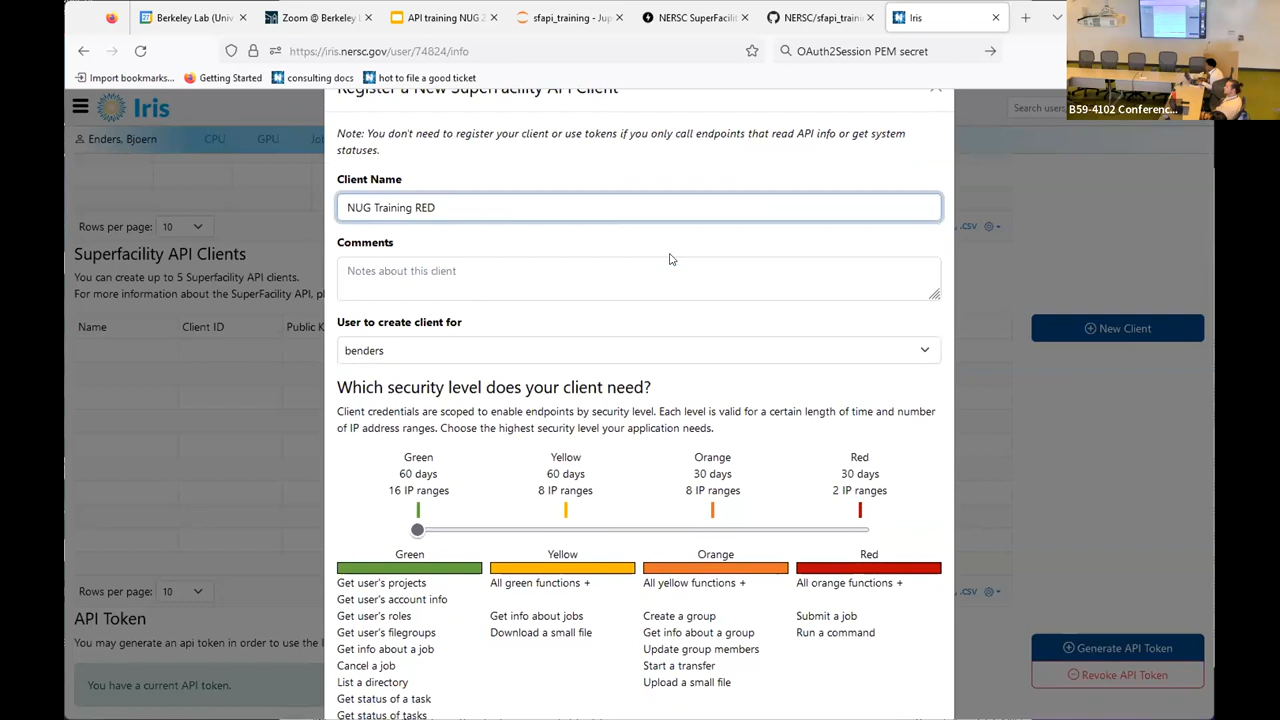 Berkeley Lab (Univ
Zoom @ Berkeley L
API training NUG 2
sfapi_training - Jup
NERSC SuperFacilit
NERSC/sfapi_traini
Iris
https://iris.nersc.gov/user/74824/info
OAuth2Session PEM secret
Import bookmarks...
Getting Started
consulting docs
hot to file a good ticket
B59-4102 Conferenc...
Iris
Search users
Enders, Bjoern
CPU
GPU
Jo
Register a New Superfacility API Client
Note: You don't need to register your client or use tokens if you only call endpoints that read API info or get system
statuses.
Client Name
NUG Training RED
Comments
Notes about this client
User to create client for
benders
Which security level does your client need?
Client credentials are scoped to enable endpoints by security level. Each level is valid for a certain length of time and number
of IP address ranges. Choose the highest security level your application needs.
Green Yellow Orange Red
60 days 60 days 30 days 30 days
16 IP ranges 8 IP ranges 8 IP ranges 2 IP ranges
Green Yellow Orange Red
Get user's projects All green functions + All yellow functions + All orange functions +
Get user's account info
Get user's roles Get info about jobs Create a group Submit a job
Get user's filegroups Download a small file Get info about a group Run a command
Get info about a job Update group members
Cancel a job Start a transfer
List a directory Upload a small file
Get status of a task
Get status of tasks
Rows per page: 10
.CSV
Superfacility API Clients
You can create up to 5 Superfacility API clients.
For more information about the SuperFacility API, pl
Name Client ID Public K
New Client
Rows per page: 10
.CSV
API Token
You may generate an api token in order to use the I
You have a current API token.
Generate API Token
Revoke API Token